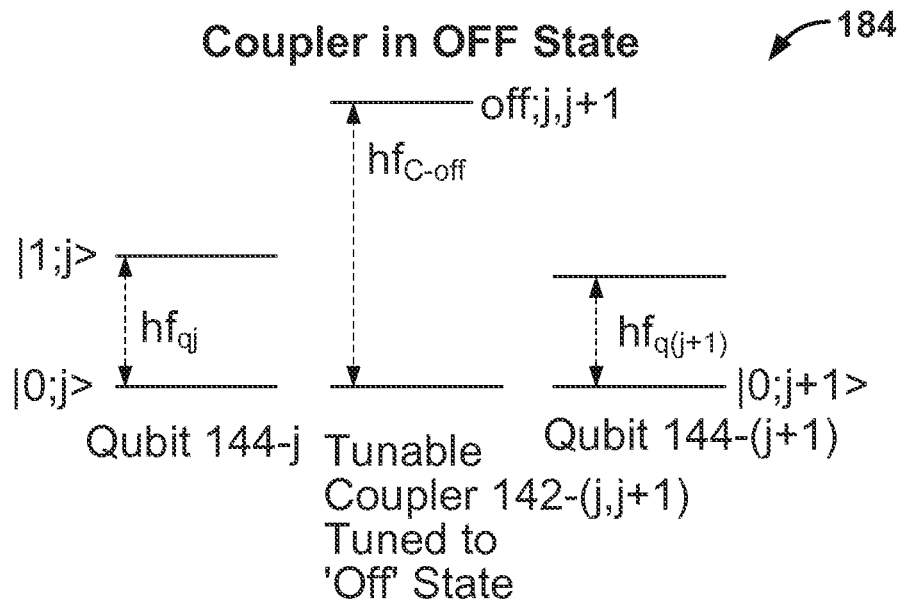 Coupler in OFF State
184
off;j,j+1
hfC-off
|1;j>
hfqj
hfq(j+1)
|0;j>
|0;j+1>
Qubit 144-j
Qubit 144-(j+1)
Tunable
Coupler 142-(j,j+1)
Tuned to
'Off' State